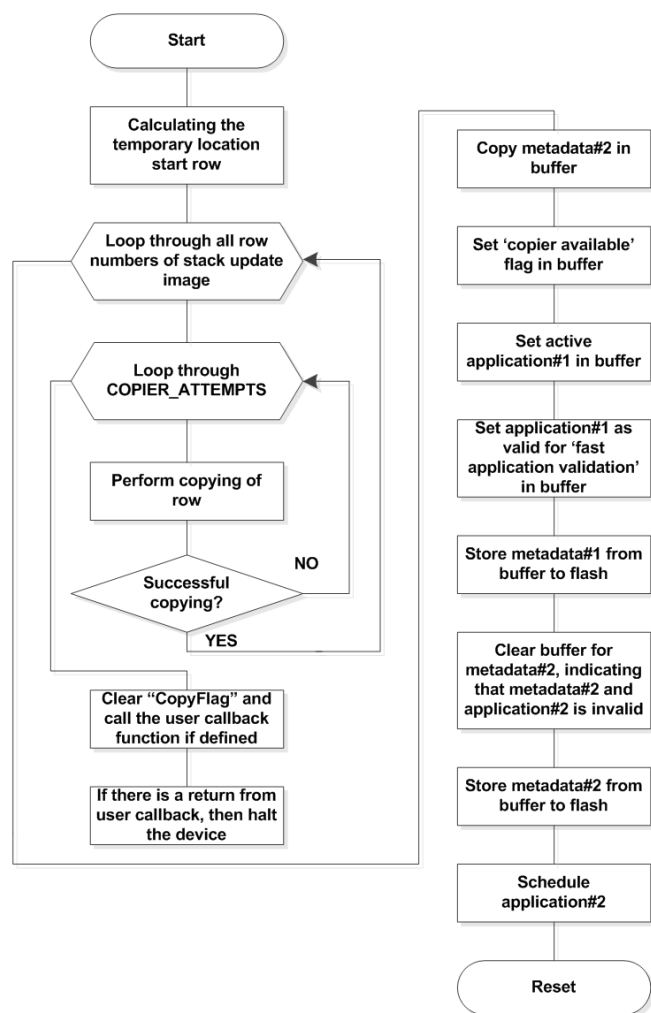 Start
Calculating the
temporary location
start row
Loop through all row
numbers of stack update
image
Loop through
COPIER_ATTEMPTS
Perform copying of
row
NO
Successful
copying?
YES
Clear “CopyFlag” and
call the user callback
function if defined
If there is a return from
user callback, then halt
the device
Copy metadata#2 in
buffer
Set ‘copier available’
flag in buffer
Set active
application#1 in buffer
Set application#1 as
valid for ‘fast
application validation’
in buffer
Store metadata#1 from
buffer to flash
Clear buffer for
metadata#2, indicating
that metadata#2 and
application#2 is invalid
Store metadata#2 from
buffer to flash
Schedule
application#2
Reset